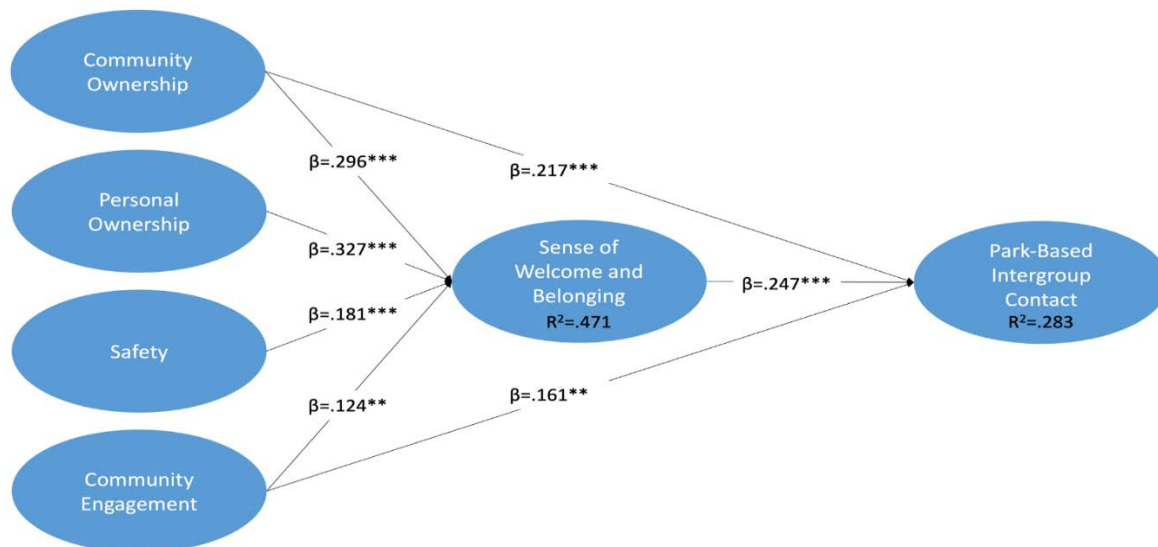 Community
Ownership
β=.296***
β=.217***
Personal
Ownership
β=.327***
Sense of
Welcome and
Belonging
R²=.471
β=.247***
Park-Based
Intergroup
Contact
R²=.283
β=.181***
Safety
β=.124**
β=.161**
Community
Engagement